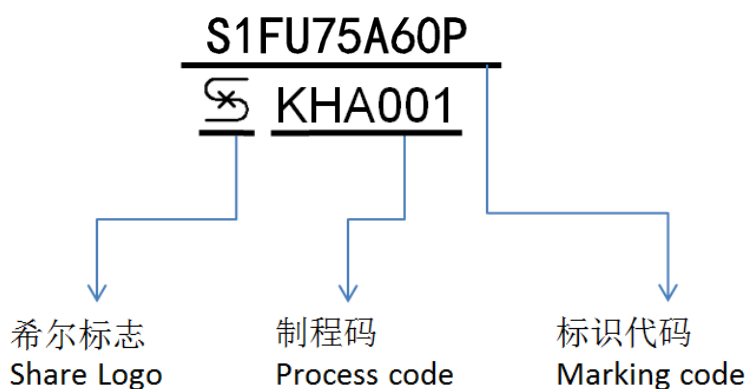 S1FU75A60P
KHA001
希尔标志
制程码
标识代码
Share Logo
Process code
Marking code